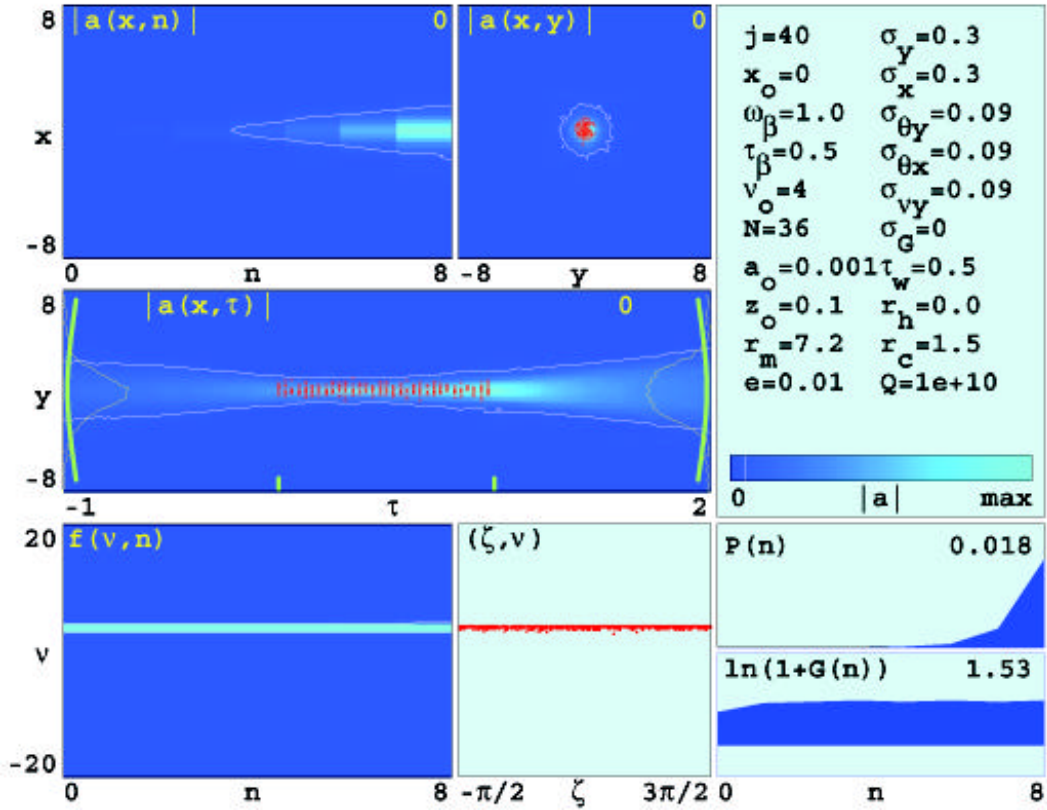 8 |a(x,n)| 0
x
-8
0 n 8
|a(x,y)| 0
-8 y 8
j=40 σy=0.3
xo=0 σx=0.3
ωβ=1.0 σθy=0.09
τβ=0.5 σθx=0.09
νo=4 σνy=0.09
N=36 σG=0
ao=0.001 τw=0.5
zo=0.1 rh=0.0
rm=7.2 rc=1.5
e=0.01 Q=1e+10
0 |a| max
8 |a(x,τ)| 0
y
-8
-1 τ 2
20 f(ν,n)
ν
-20
0 n 8
(ζ,ν)
-π/2 ζ 3π/2
P(n) 0.018
ln(1+G(n)) 1.53
0 n 8